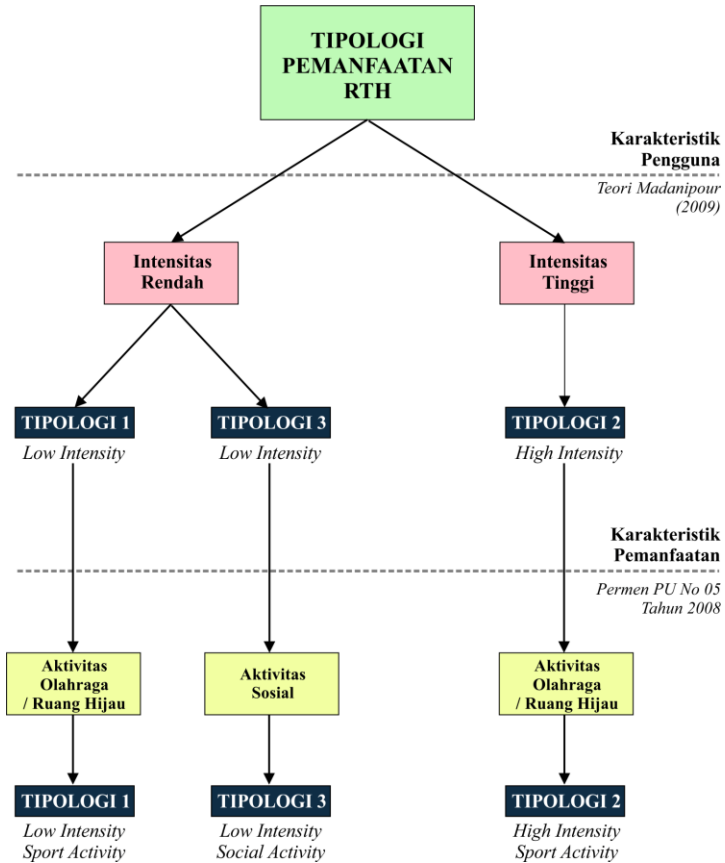 TIPOLOGI
PEMANFAATAN
RTH
Karakteristik
Pengguna
Teori Madanipour
(2009)
Intensitas
Rendah
Intensitas
Tinggi
TIPOLOGI 1
Low Intensity
TIPOLOGI 3
Low Intensity
TIPOLOGI 2
High Intensity
Karakteristik
Pemanfaatan
Permen PU No 05
Tahun 2008
Aktivitas
Olahraga
/ Ruang Hijau
Aktivitas
Sosial
Aktivitas
Olahraga
/ Ruang Hijau
TIPOLOGI 1
Low Intensity
Sport Activity
TIPOLOGI 3
Low Intensity
Social Activity
TIPOLOGI 2
High Intensity
Sport Activity